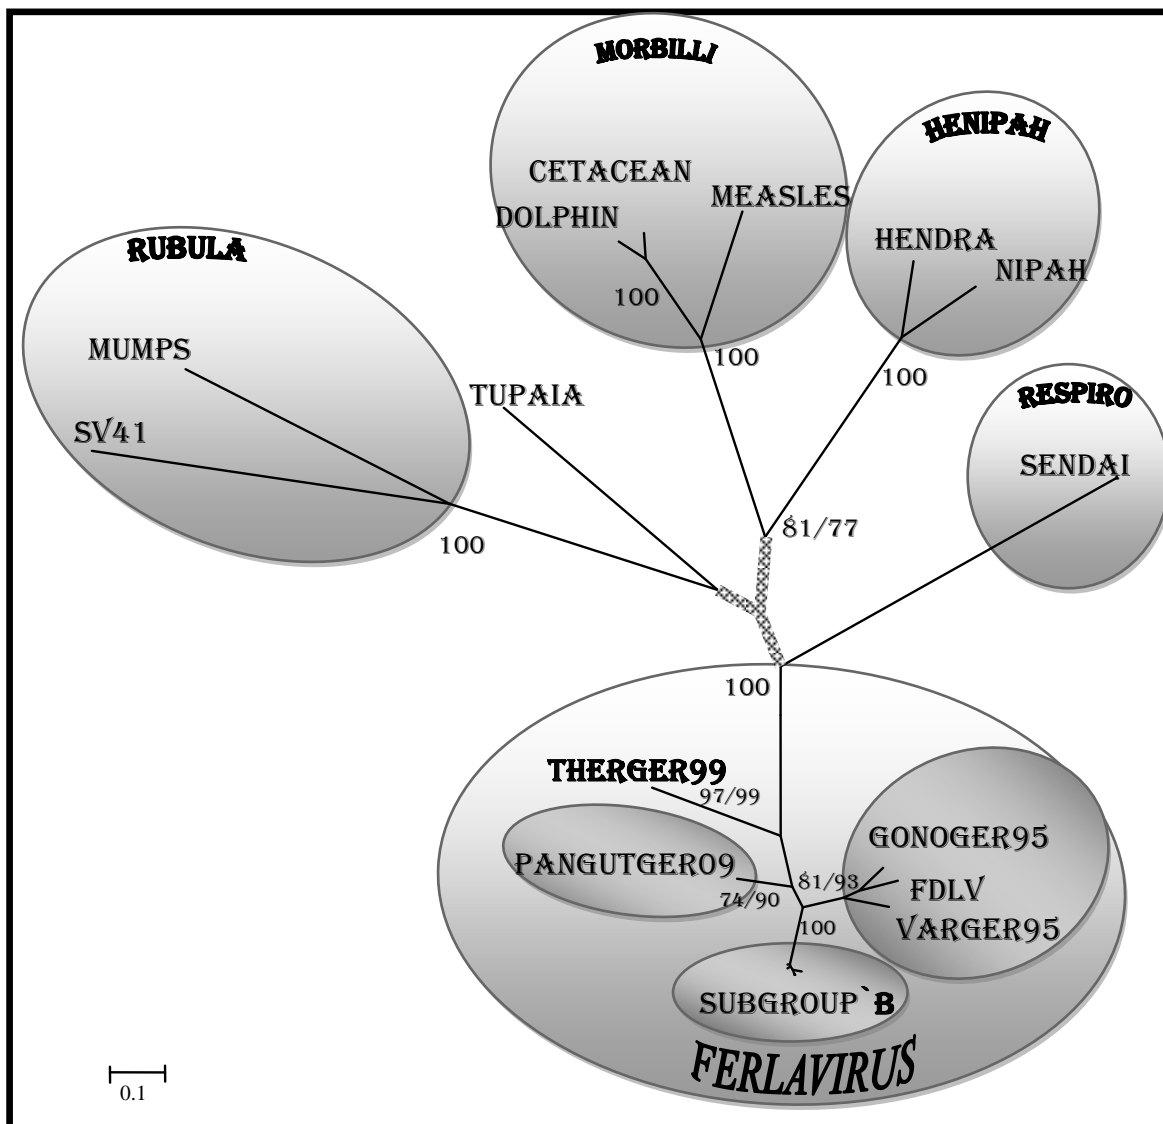 MORBILLI
HENIPAH
CETACEAN
MEASLES
DOLPHIN
HENDRA
RUBULA
NIPAH
100
MUMPS
100
100
TUPAIA
RESPIRO
SV41
SENDAI
81/77
100
100
THERGER99
97/99
GONOGER95
PANGUTGER09
81/93
FDLV
74/90
100
VARGER95
SUBGROUP`B
FERLAVIRUS
0.1